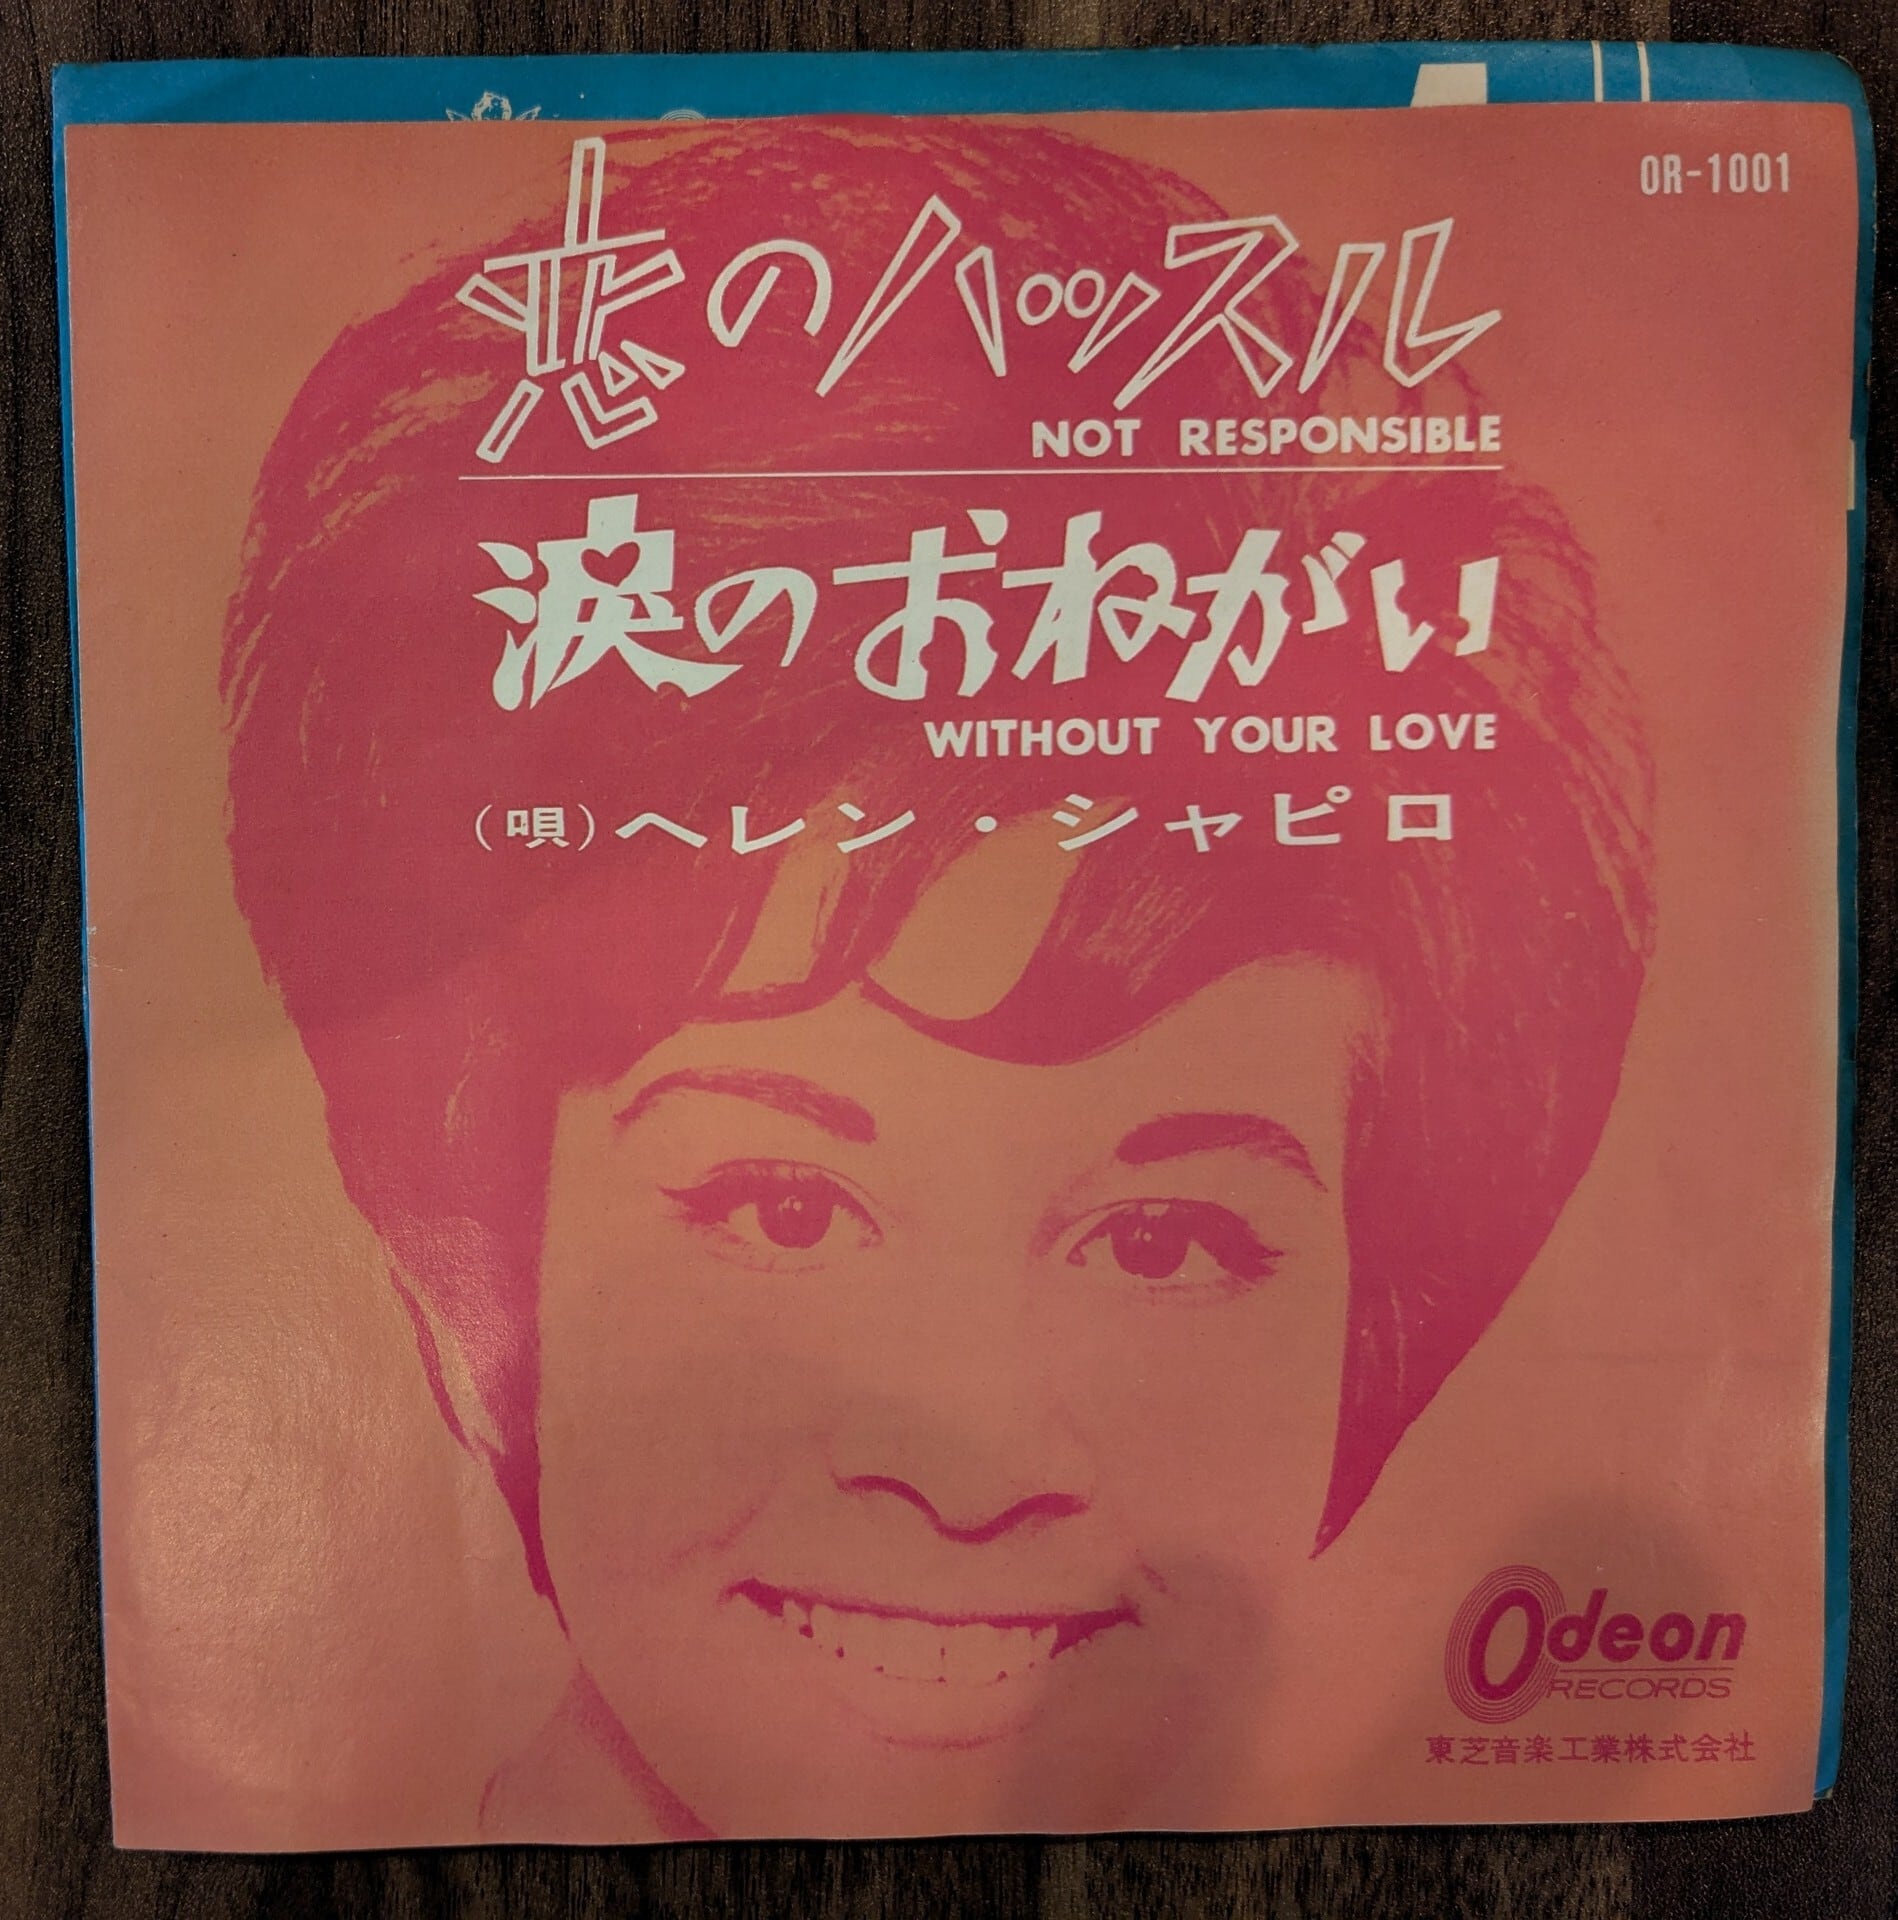 OR-1001
恋のハッスル
NOT RESPONSIBLE
涙のおねがい
WITHOUT YOUR LOVE
（唄）ヘレン・シャピロ
Odeon
RECORDS
東芝音楽工業株式会社